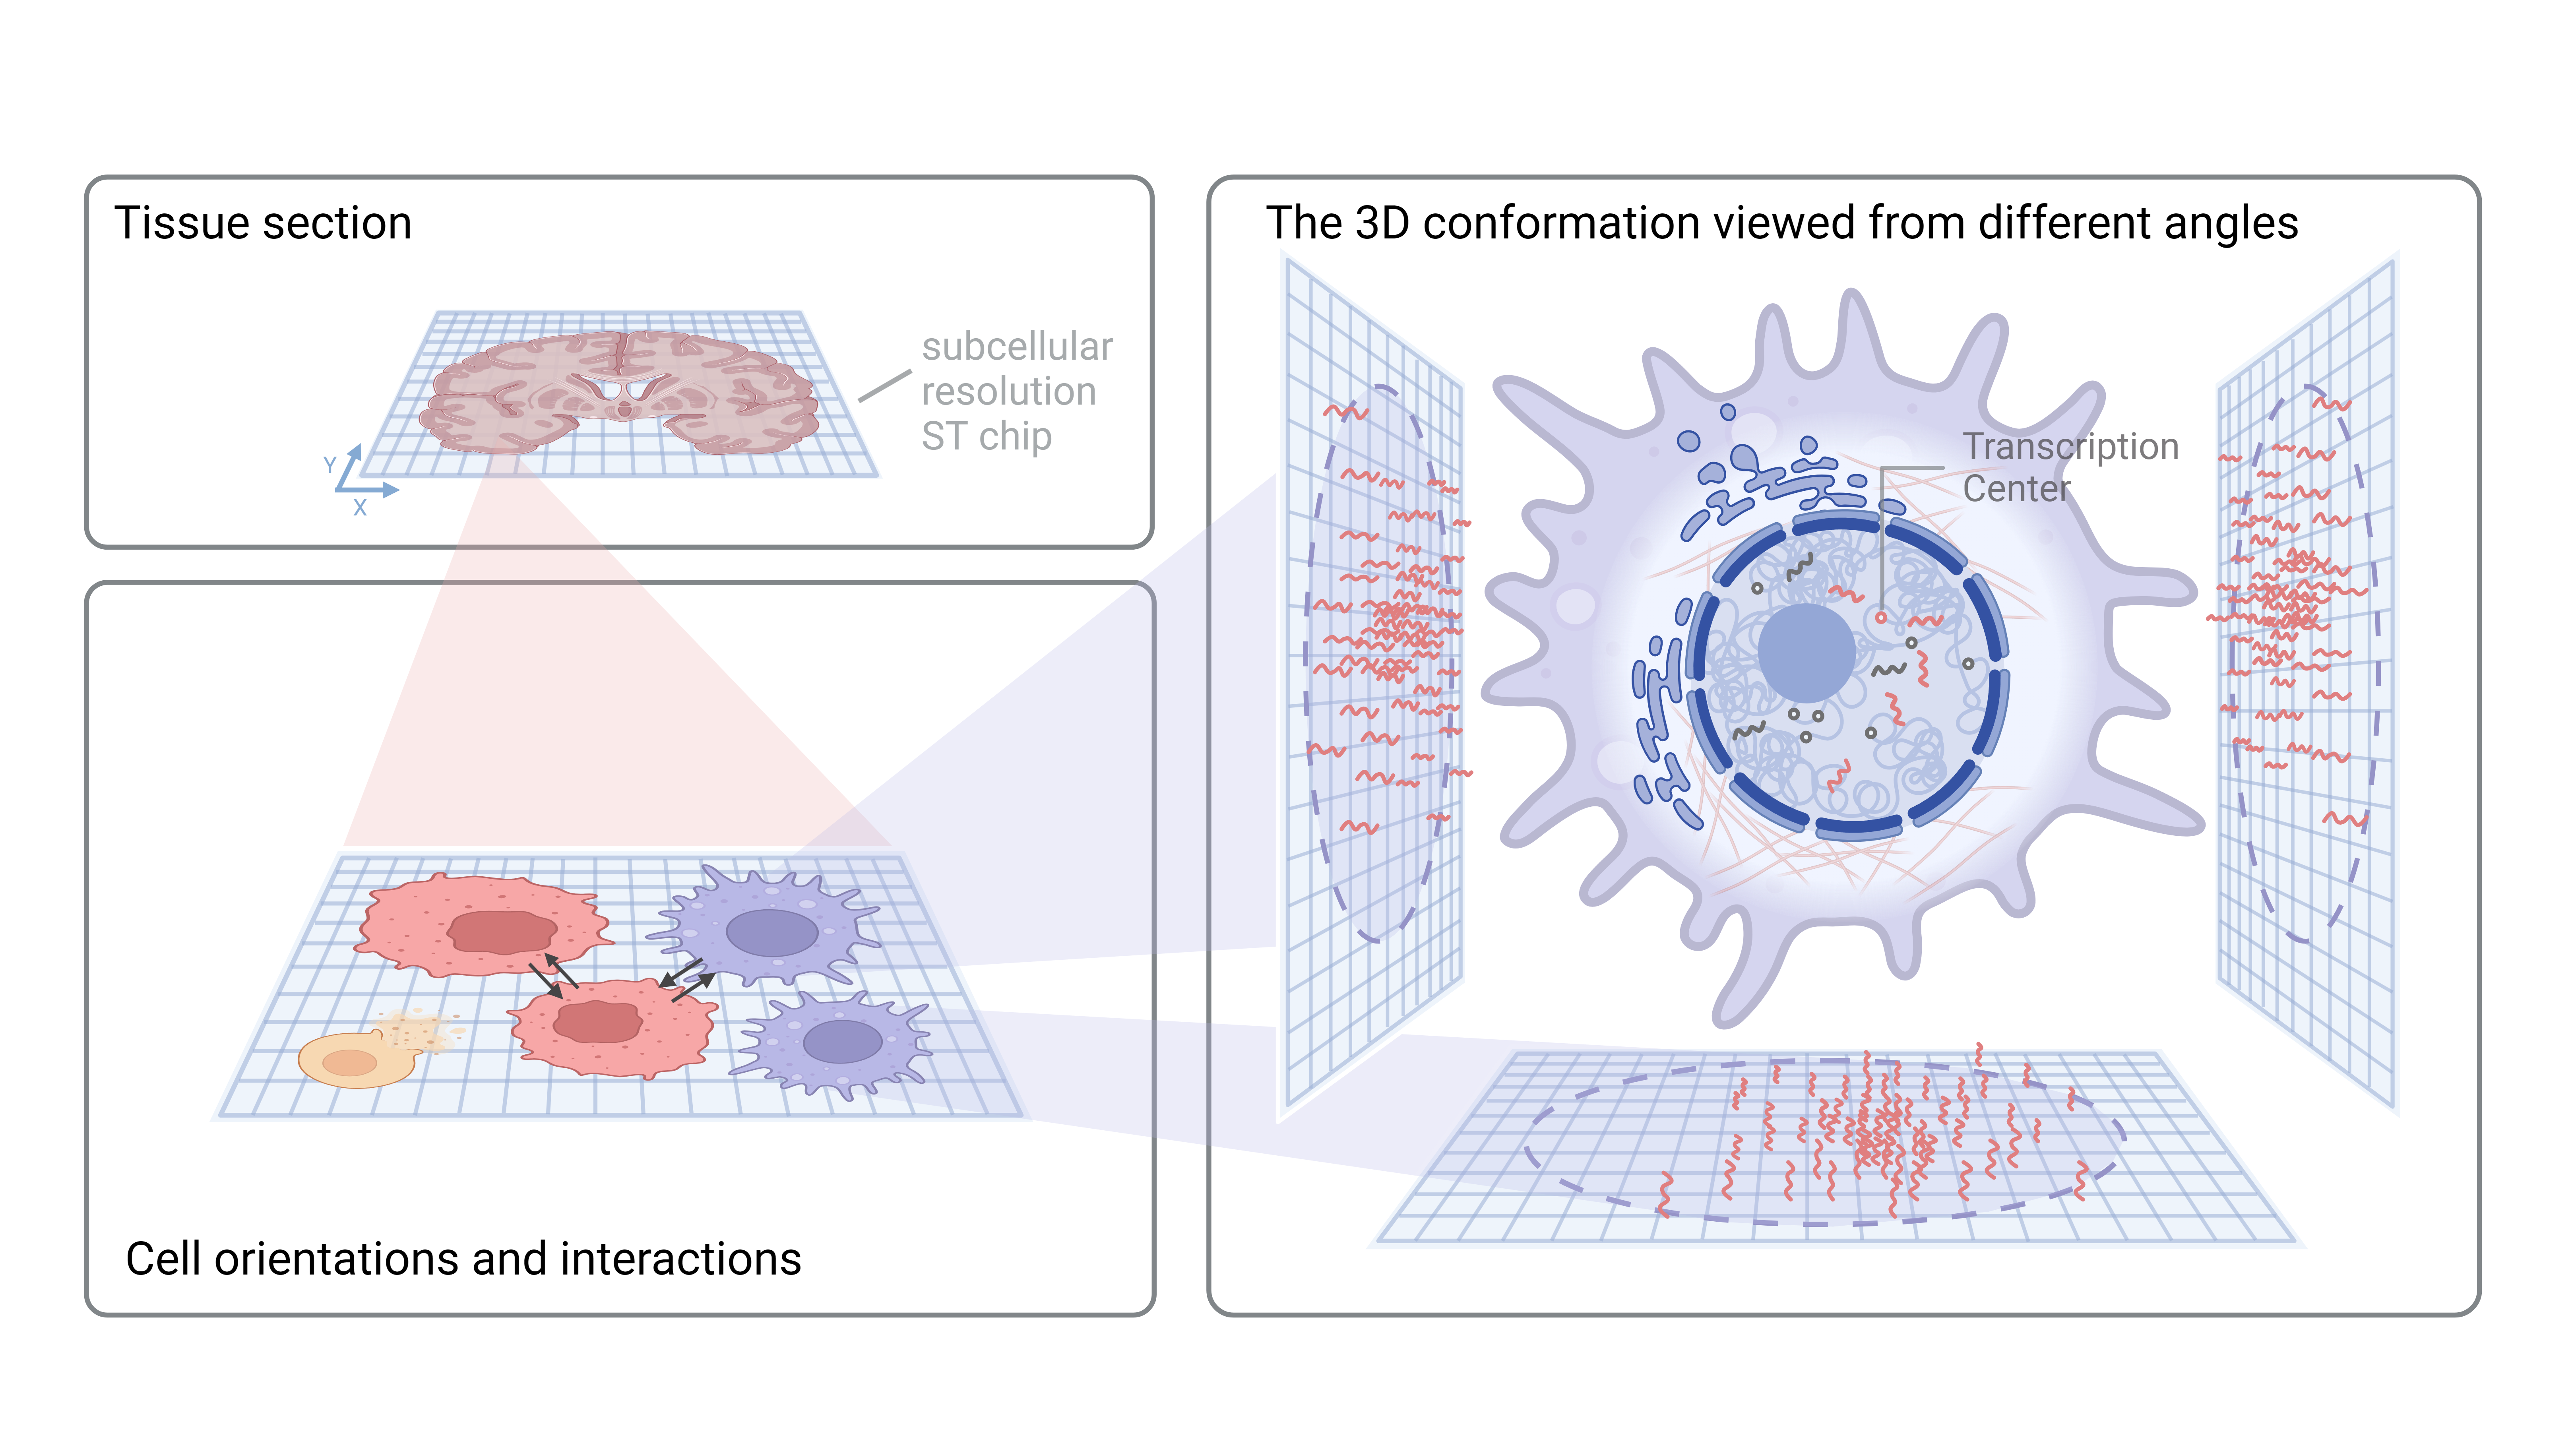 Tissue section
subcellular
resolution
ST chip
Y
X
Cell orientations and interactions
The 3D conformation viewed from different angles
Transcription
Center